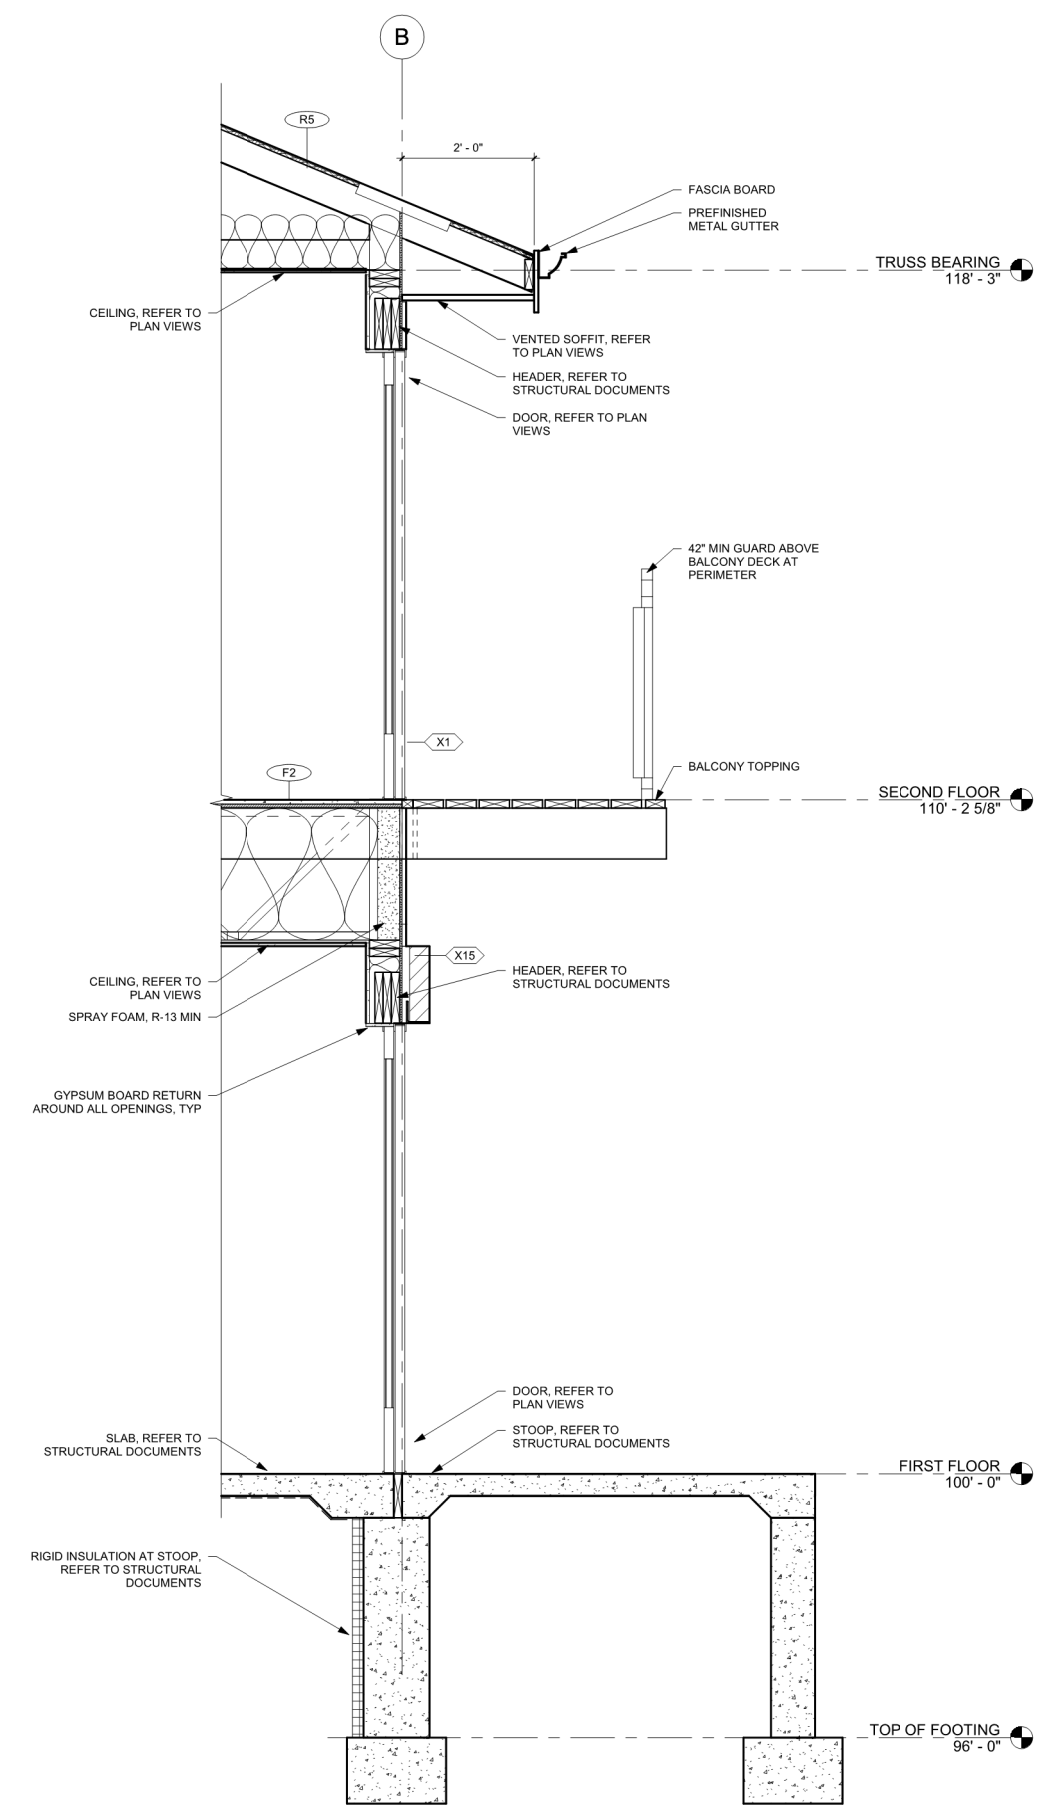 B
R5
2' - 0"
FASCIA BOARD
PREFINISHED
METAL GUTTER
TRUSS BEARING
118' - 3"
CEILING, REFER TO
PLAN VIEWS
VENTED SOFFIT, REFER
TO PLAN VIEWS
HEADER, REFER TO
STRUCTURAL DOCUMENTS
DOOR, REFER TO PLAN
VIEWS
42" MIN GUARD ABOVE
BALCONY DECK AT
PERIMETER
X1
F2
BALCONY TOPPING
SECOND FLOOR
110' - 2 5/8"
X15
CEILING, REFER TO
PLAN VIEWS
HEADER, REFER TO
STRUCTURAL DOCUMENTS
SPRAY FOAM, R-13 MIN
GYPSUM BOARD RETURN
AROUND ALL OPENINGS, TYP
DOOR, REFER TO
PLAN VIEWS
SLAB, REFER TO
STRUCTURAL DOCUMENTS
STOOP, REFER TO
STRUCTURAL DOCUMENTS
FIRST FLOOR
100' - 0"
RIGID INSULATION AT STOOP,
REFER TO STRUCTURAL
DOCUMENTS
TOP OF FOOTING
96' - 0"